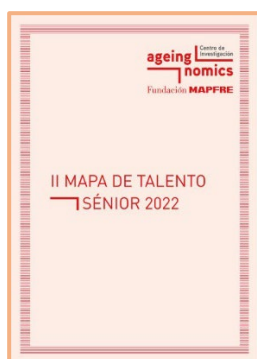 ageing
nomics
Centro de
Investigación
Fundación MAPFRE
II MAPA DE TALENTO
SÉNIOR 2022